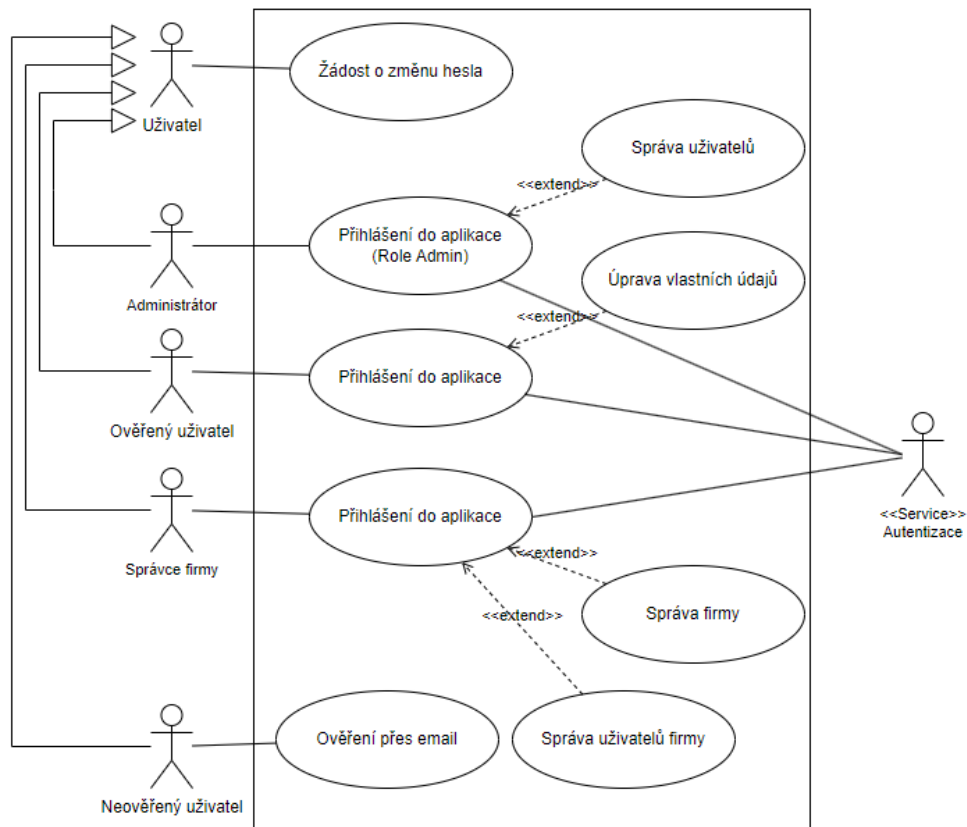 Uživatel
Žádost o změnu hesla
Správa uživatelů
<<extend>>
Administrátor
Přihlášení do aplikace
(Role Admin)
Úprava vlastních údajů
<<extend>>
Ověřený uživatel
Přihlášení do aplikace
<<Service>>
Autentizace
Správce firmy
Přihlášení do aplikace
<<extend>>
Správa firmy
<<extend>>
Neověřený uživatel
Ověření přes email
Správa uživatelů firmy